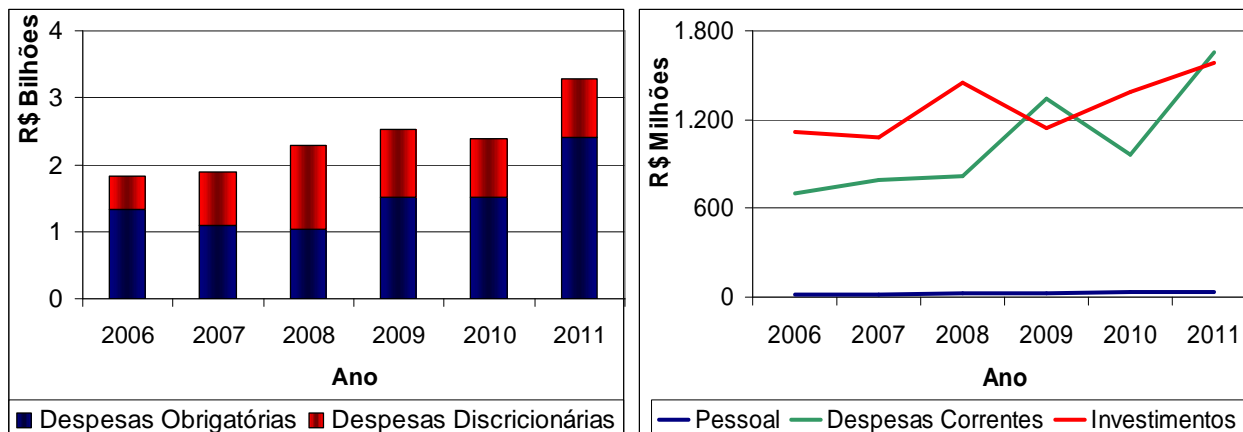 R$ Bilhões
4
3
2
1
0
2006 2007 2008 2009 2010 2011
Ano
Despesas Obrigatórias Despesas Discricionárias
R$ Milhões
1.800
1.200
600
0
2006 2007 2008 2009 2010 2011
Ano
Pessoal Despesas Correntes Investimentos